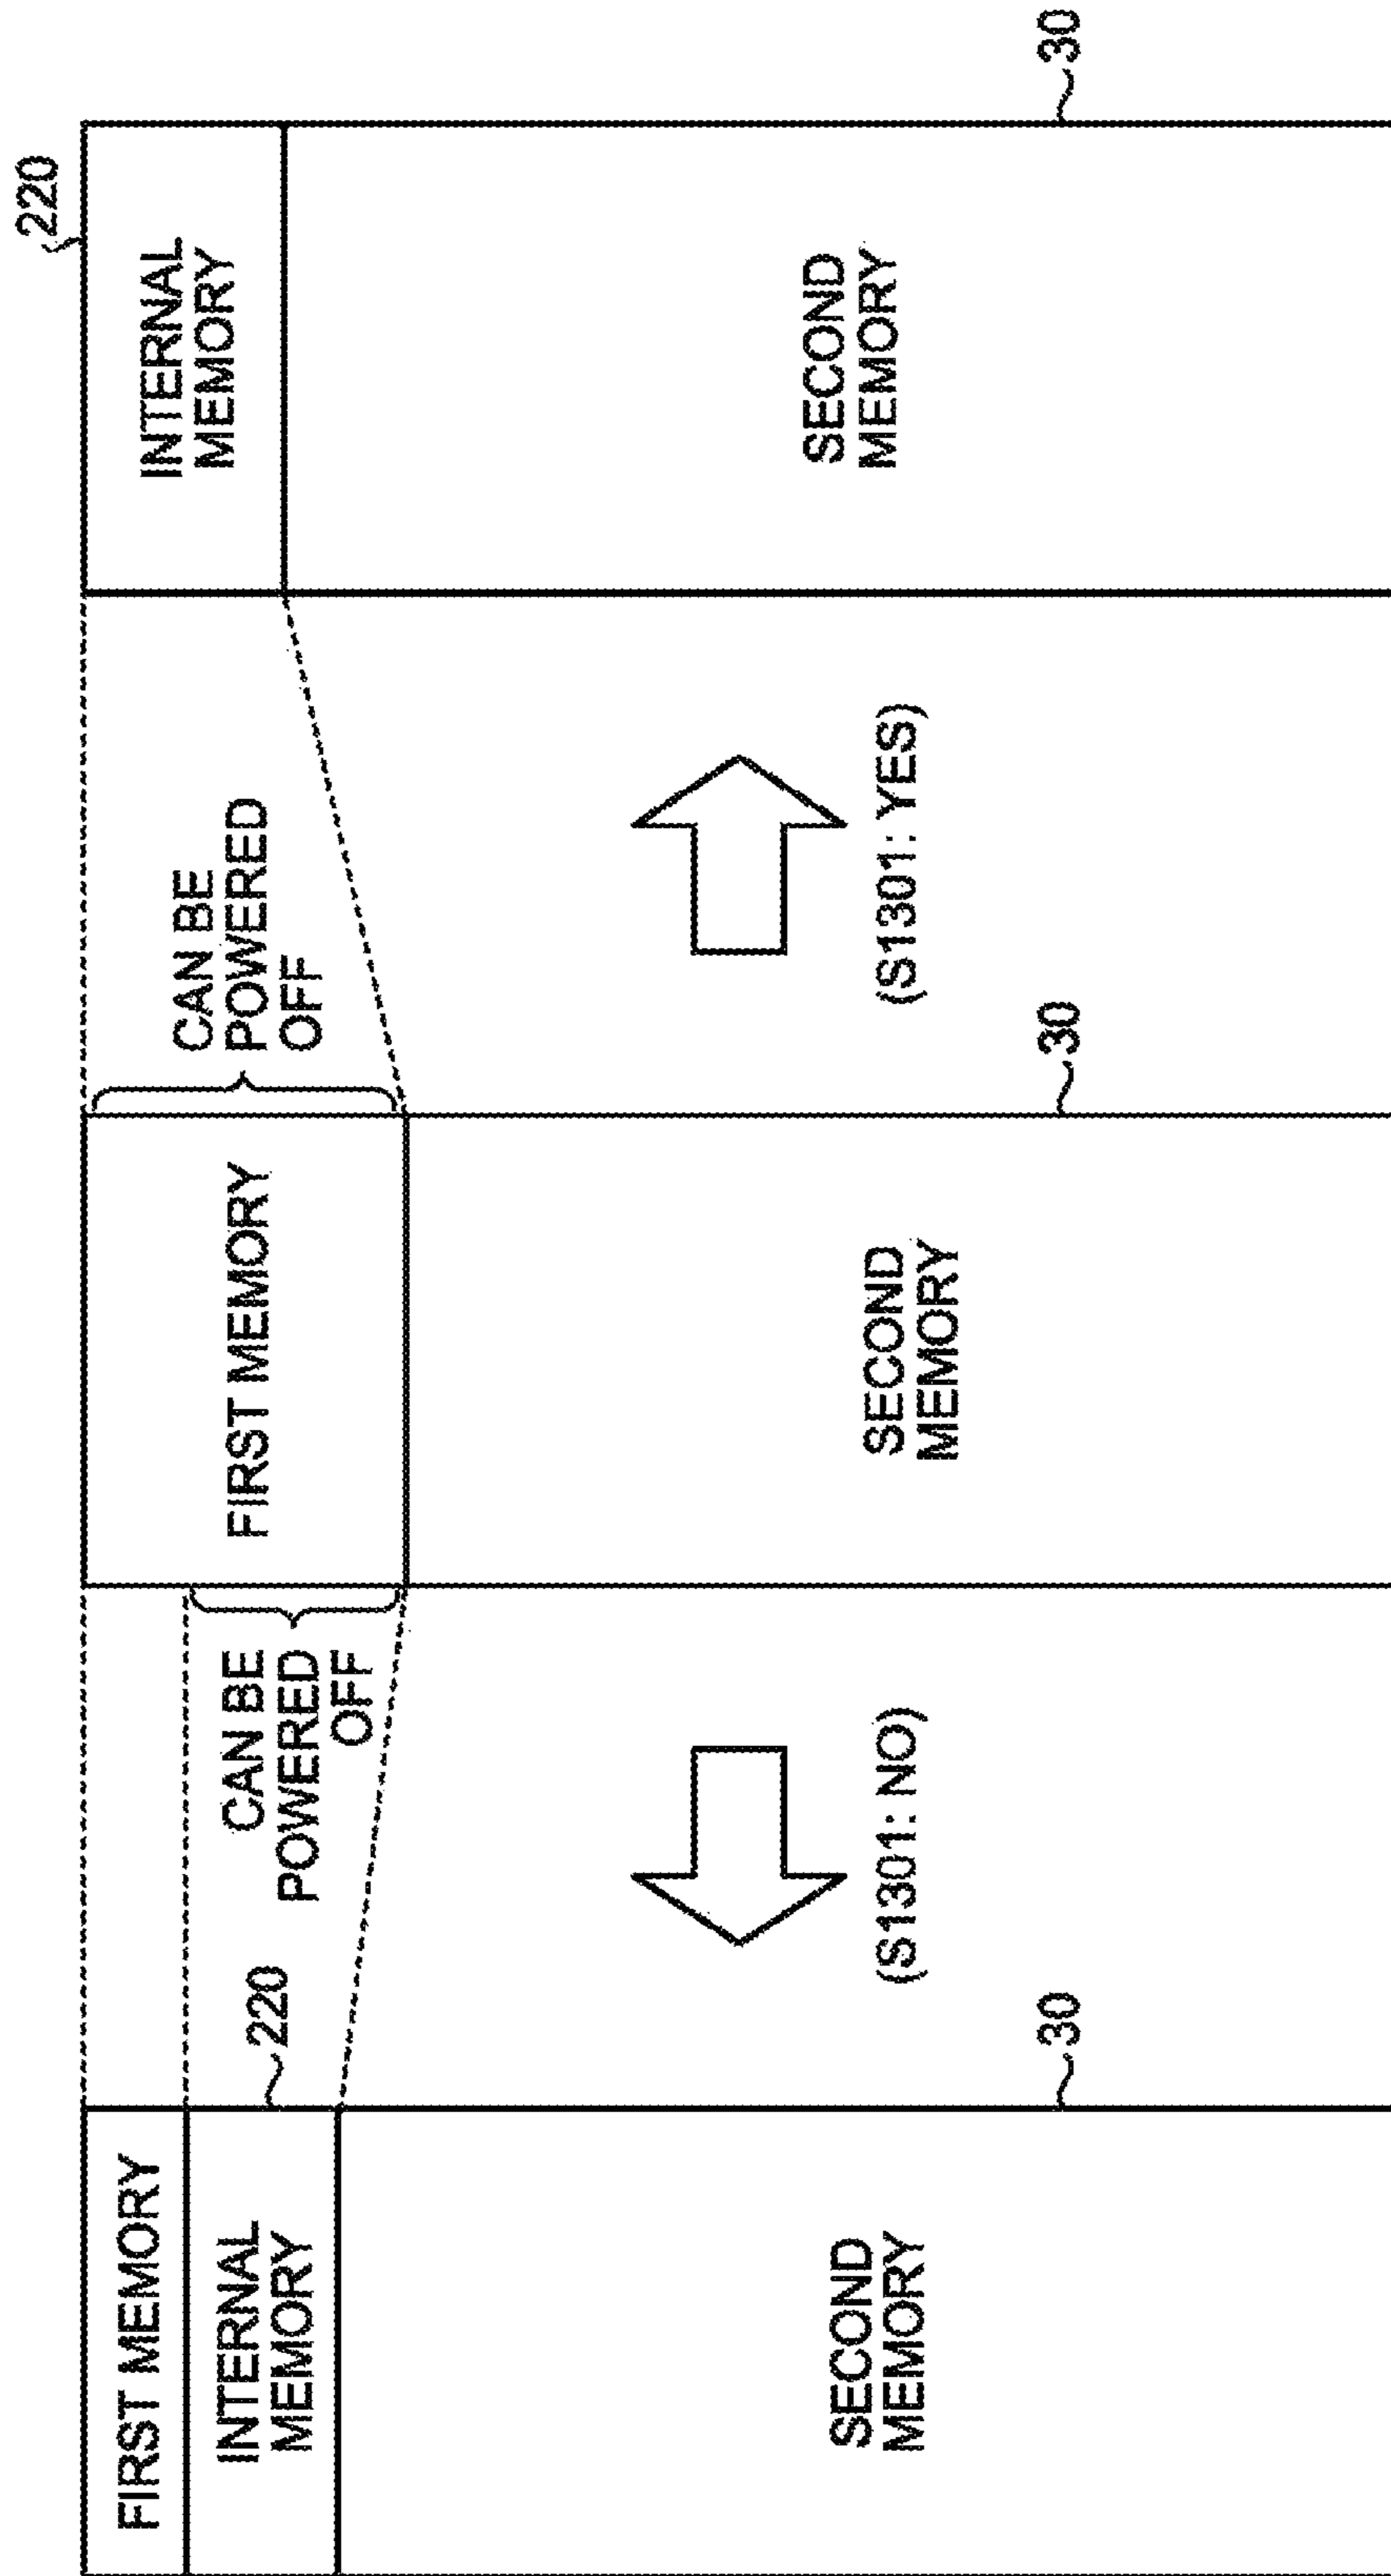 FIRST MEMORY
INTERNAL
MEMORY
220
SECOND
MEMORY
30
CAN BE
POWERED
OFF
(S1301: NO)
FIRST MEMORY
SECOND
MEMORY
30
CAN BE
POWERED
OFF
(S1301: YES)
220
INTERNAL
MEMORY
SECOND
MEMORY
30